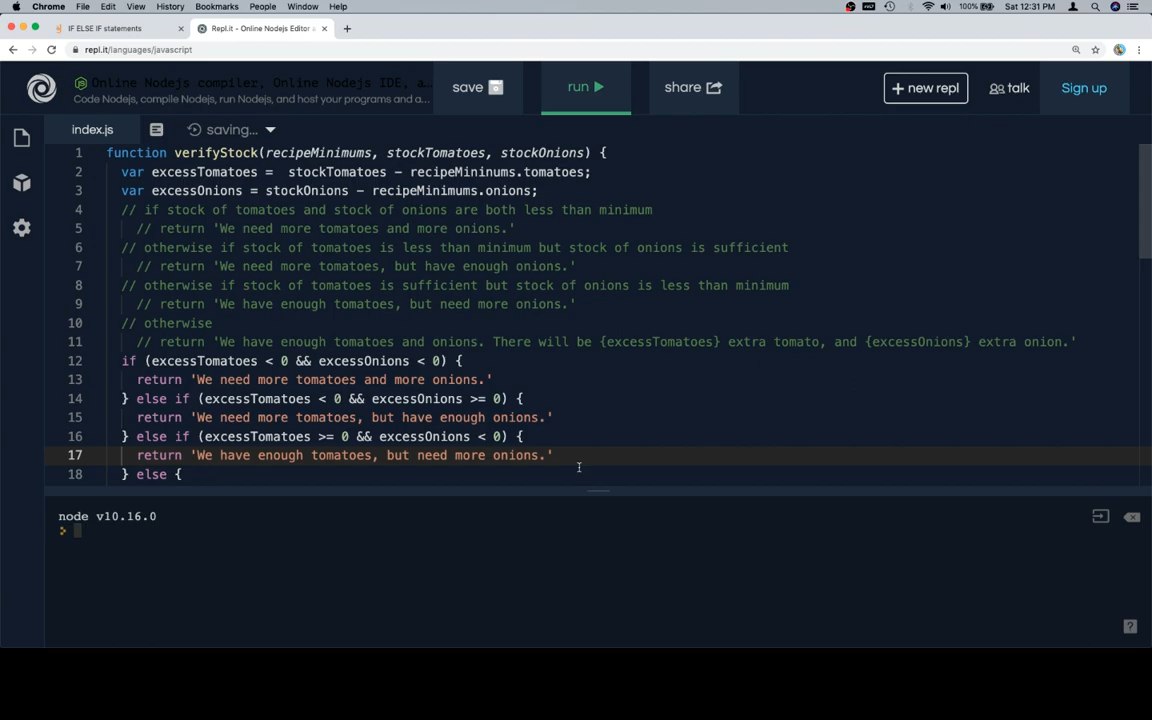 Chrome File Edit View History Bookmarks People Window Help 100% Sat 12:31 PM
IF ELSE IF statements
Repl.it - Online Nodejs Editor a
repl.it/languages/javascript
Online Nodejs compiler, Online Nodejs IDE, a…
Code Nodejs, compile Nodejs, run Nodejs, and host your programs and a…
save
run
share
+ new repl
talk
Sign up
index.js
saving...
1 function verifyStock(recipeMinimums, stockTomatoes, stockOnions) {
2 var excessTomatoes =  stockTomatoes - recipeMininums.tomatoes;
3 var excessOnions = stockOnions - recipeMinimums.onions;
4 // if stock of tomatoes and stock of onions are both less than minimum
5 // return 'We need more tomatoes and more onions.'
6 // otherwise if stock of tomatoes is less than minimum but stock of onions is sufficient
7 // return 'We need more tomatoes, but have enough onions.'
8 // otherwise if stock of tomatoes is sufficient but stock of onions is less than minimum
9 // return 'We have enough tomatoes, but need more onions.'
10 // otherwise
11 // return 'We have enough tomatoes and onions. There will be {excessTomatoes} extra tomato, and {excessOnions} extra onion.'
12 if (excessTomatoes < 0 && excessOnions < 0) {
13 return 'We need more tomatoes and more onions.'
14 } else if (excessTomatoes < 0 && excessOnions >= 0) {
15 return 'We need more tomatoes, but have enough onions.'
16 } else if (excessTomatoes >= 0 && excessOnions < 0) {
17 return 'We have enough tomatoes, but need more onions.'
18 } else {
node v10.16.0
>
?